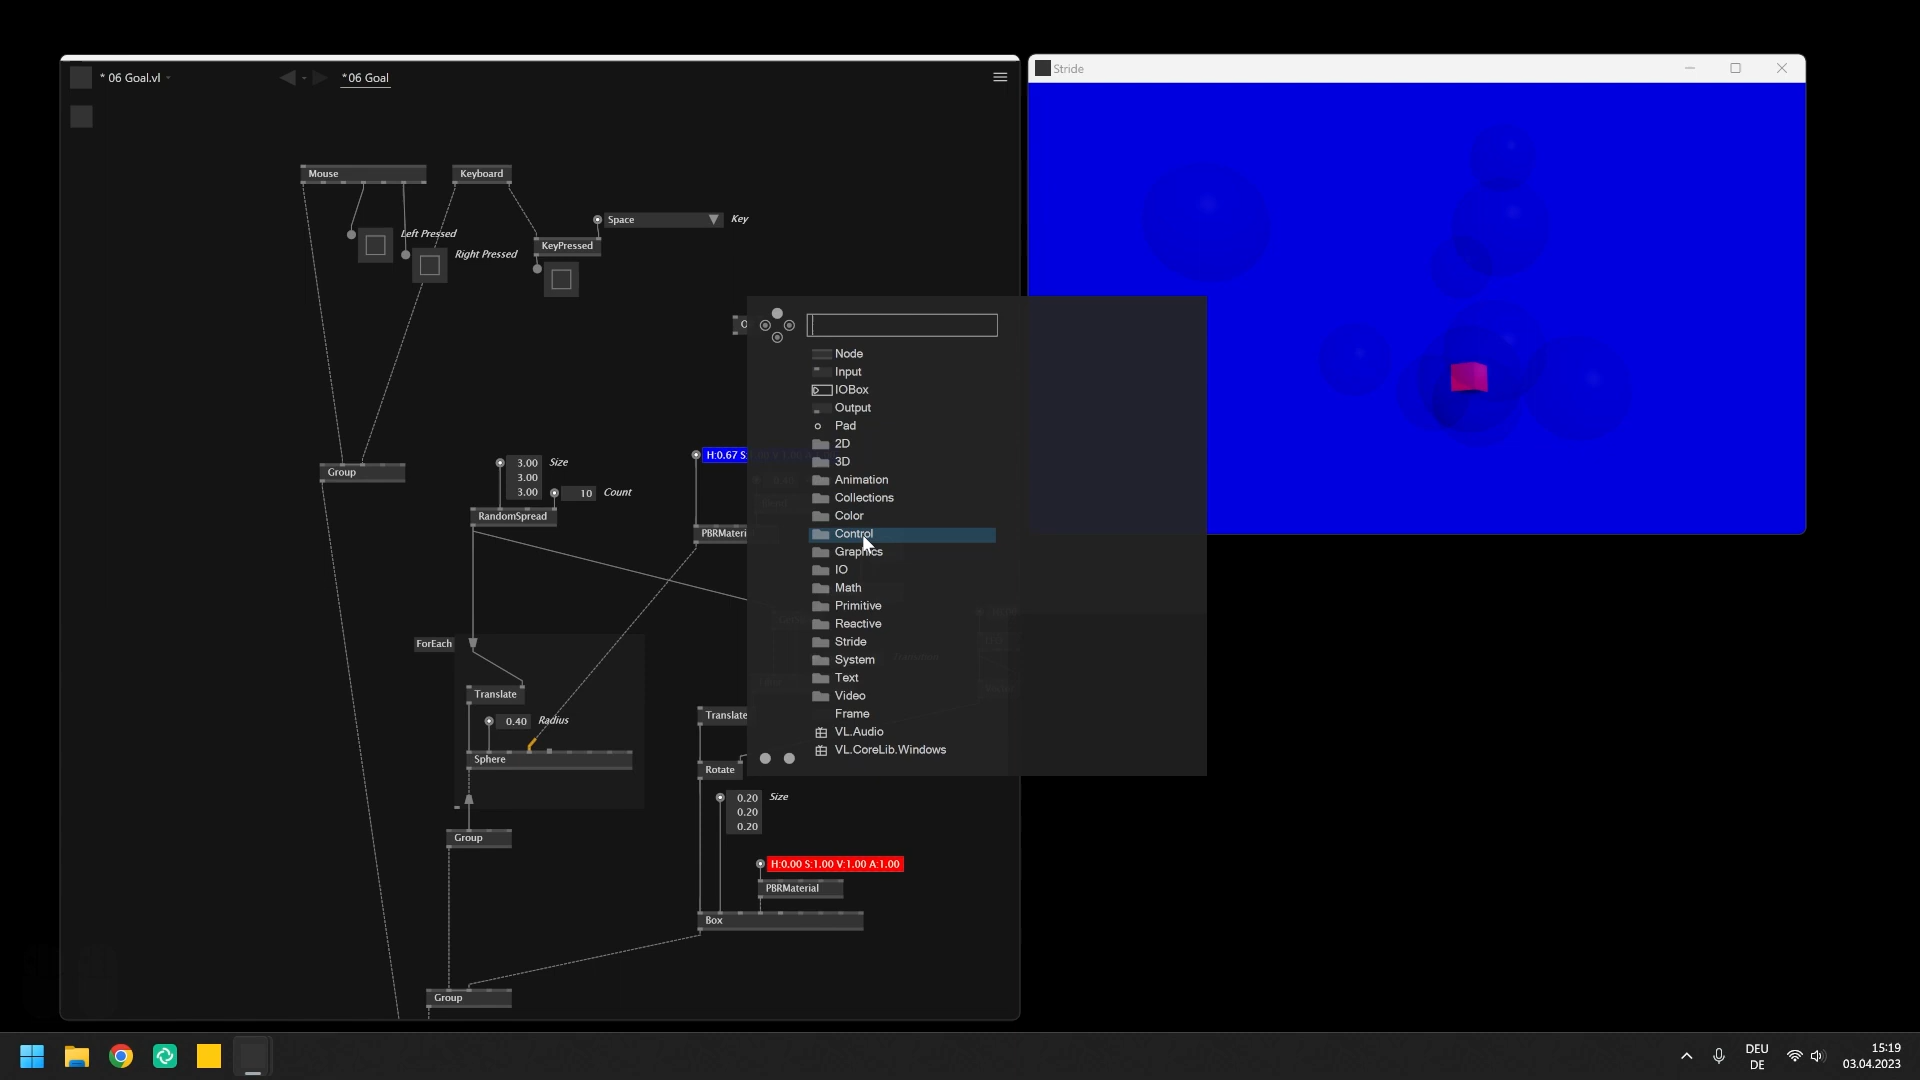 * 06 Goal.vl
*06 Goal
Stride
Mouse
Keyboard
Space
Key
Left Pressed
KeyPressed
Right Pressed
Node
Input
IOBox
Output
Pad
2D
3D
Animation
Collections
Color
Control
Graphics
IO
Math
Primitive
Reactive
Stride
System
Text
Video
Frame
VL.Audio
VL.CoreLib.Windows
H:0.67 S:
Group
3.00
3.00
3.00
Size
10
Count
RandomSpread
PBRMateri
ForEach
Translate
0.40
Radius
Sphere
Translate
Rotate
0.20
0.20
0.20
Size
Group
H:0.00 S:1.00 V:1.00 A:1.00
PBRMaterial
Box
Group
DEU
DE
15:19
03.04.2023